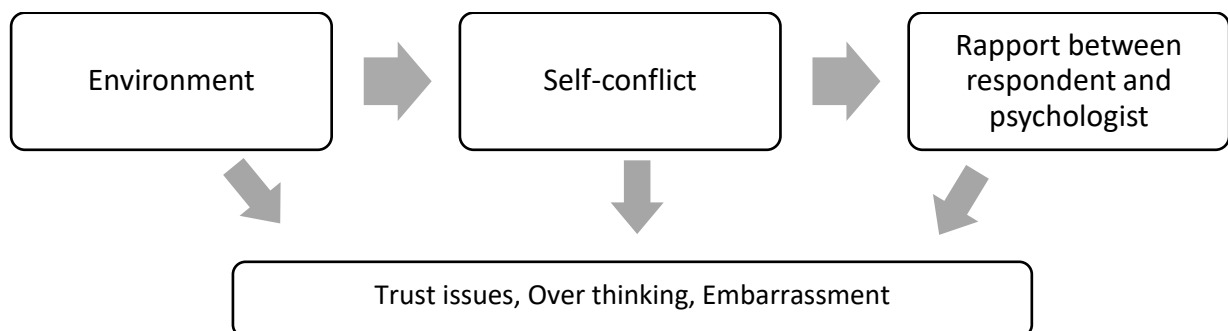 Environment
Self-conflict
Rapport between
respondent and
psychologist
Trust issues, Over thinking, Embarrassment